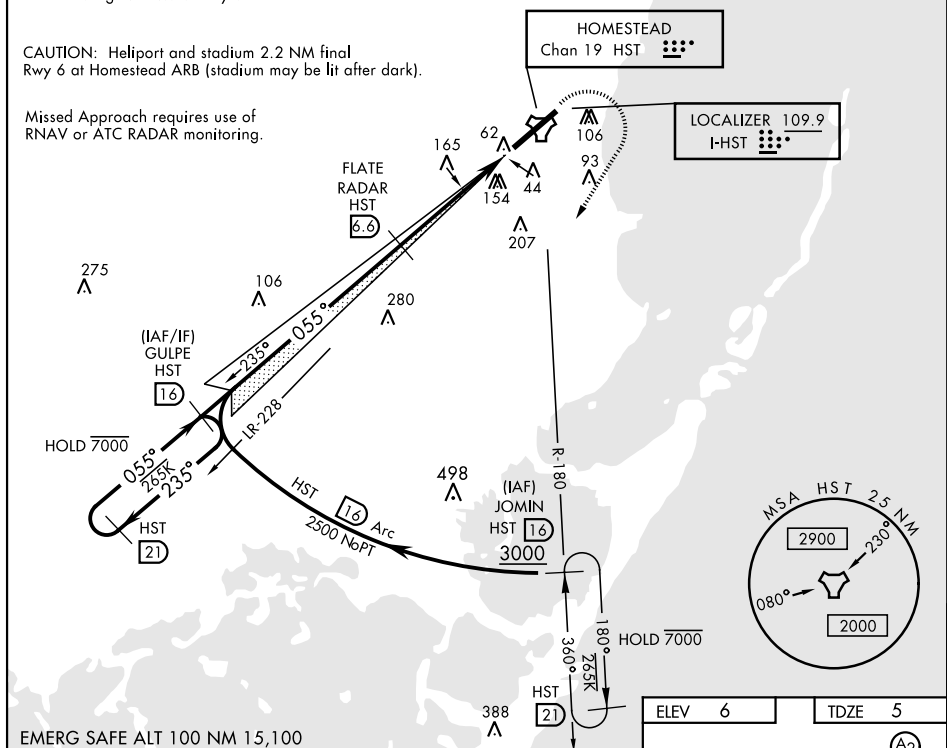 CAUTION: Heliport and stadium 2.2 NM final
Rwy 6 at Homestead ARB (stadium may be lit after dark).
Missed Approach requires use of
RNAV or ATC RADAR monitoring.
HOMESTEAD
Chan 19 HST
LOCALIZER 109.9
I-HST
106
93
62
44
165
154
207
FLATE
RADAR
HST
6.6
275
106
280
055°
235°
(IAF/IF)
GULPE
HST
16
LR-228
HOLD 7000
055°
265K
235°
HST
21
HST 16 Arc
2500 NoPT
498
(IAF)
JOMIN
HST 16
3000
R-180
360°
180°
265K
HOLD 7000
HST
21
388
MSA HST 25 NM
2900
230°
080°
2000
ELEV 6
TDZE 5
EMERG SAFE ALT 100 NM 15,100